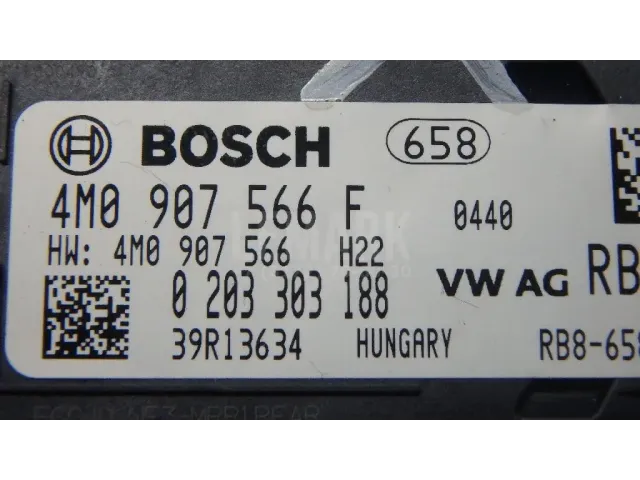 BOSCH 658
4M0 907 566 F 0440
HW: 4M0 907 566 H22
0 203 303 188 VW AG RB
39R13634 HUNGARY RB8-658